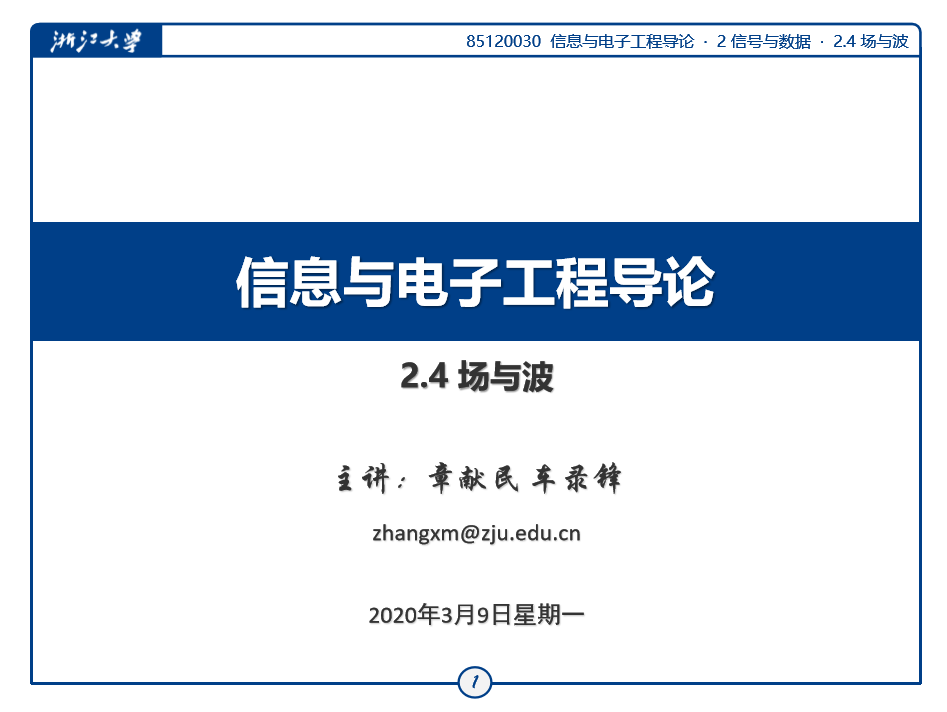 浙江大学
85120030 信息与电子工程导论 · 2 信号与数据 · 2.4 场与波
信息与电子工程导论
2.4 场与波
主讲：章献民 车录锋
zhangxm@zju.edu.cn
2020年3月9日星期一
1